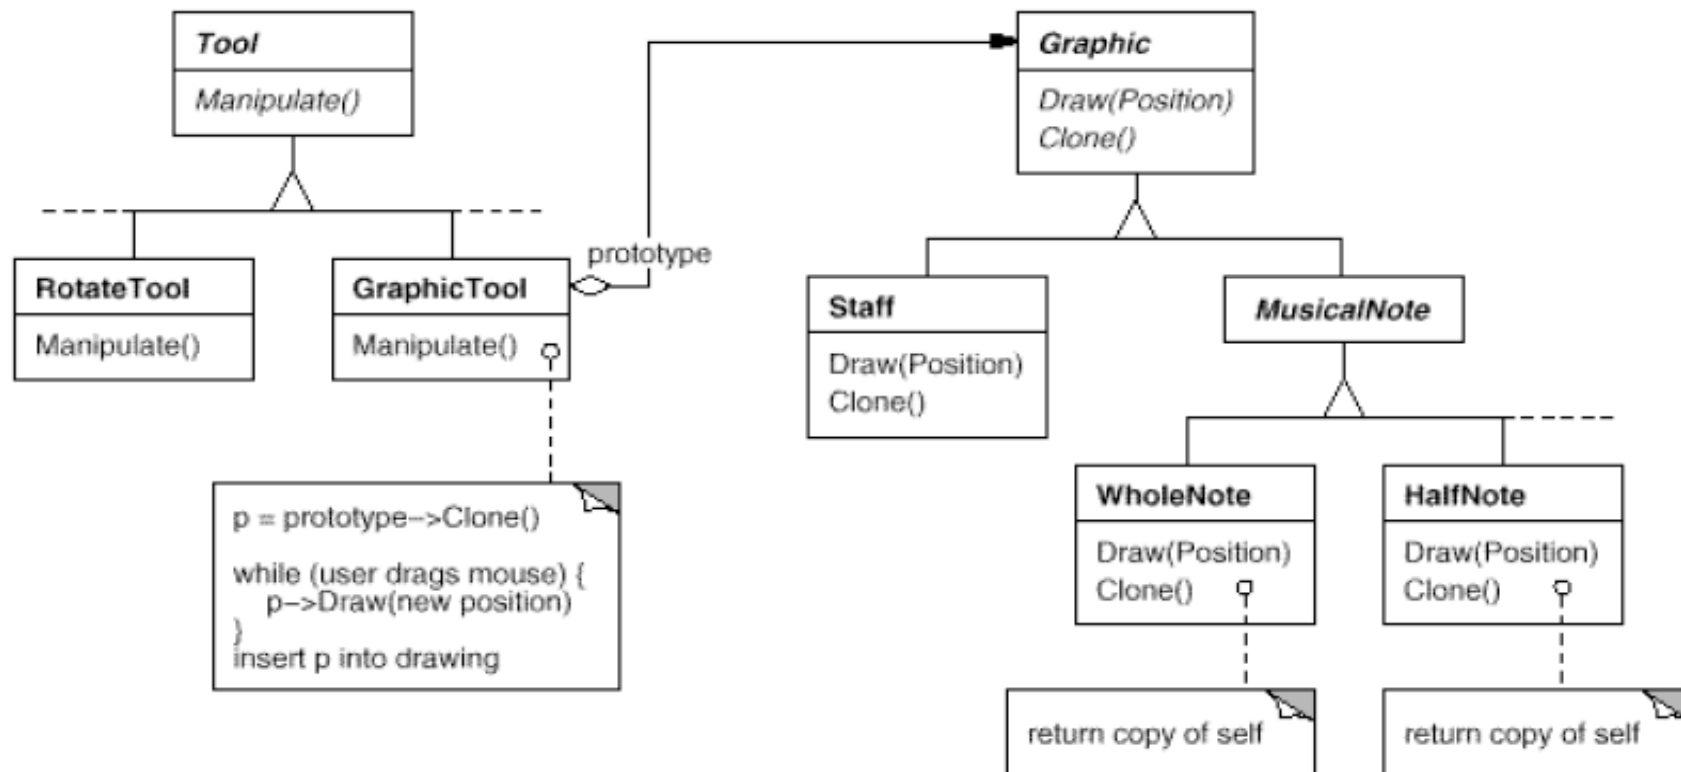 Tool
Manipulate()
Graphic
Draw(Position)
Clone()
prototype
RotateTool
Manipulate()
GraphicTool
Manipulate()
Staff
Draw(Position)
Clone()
MusicalNote
WholeNote
Draw(Position)
Clone()
HalfNote
Draw(Position)
Clone()
p = prototype–>Clone()
while (user drags mouse) {
p–>Draw(new position)
}
insert p into drawing
return copy of self
return copy of self